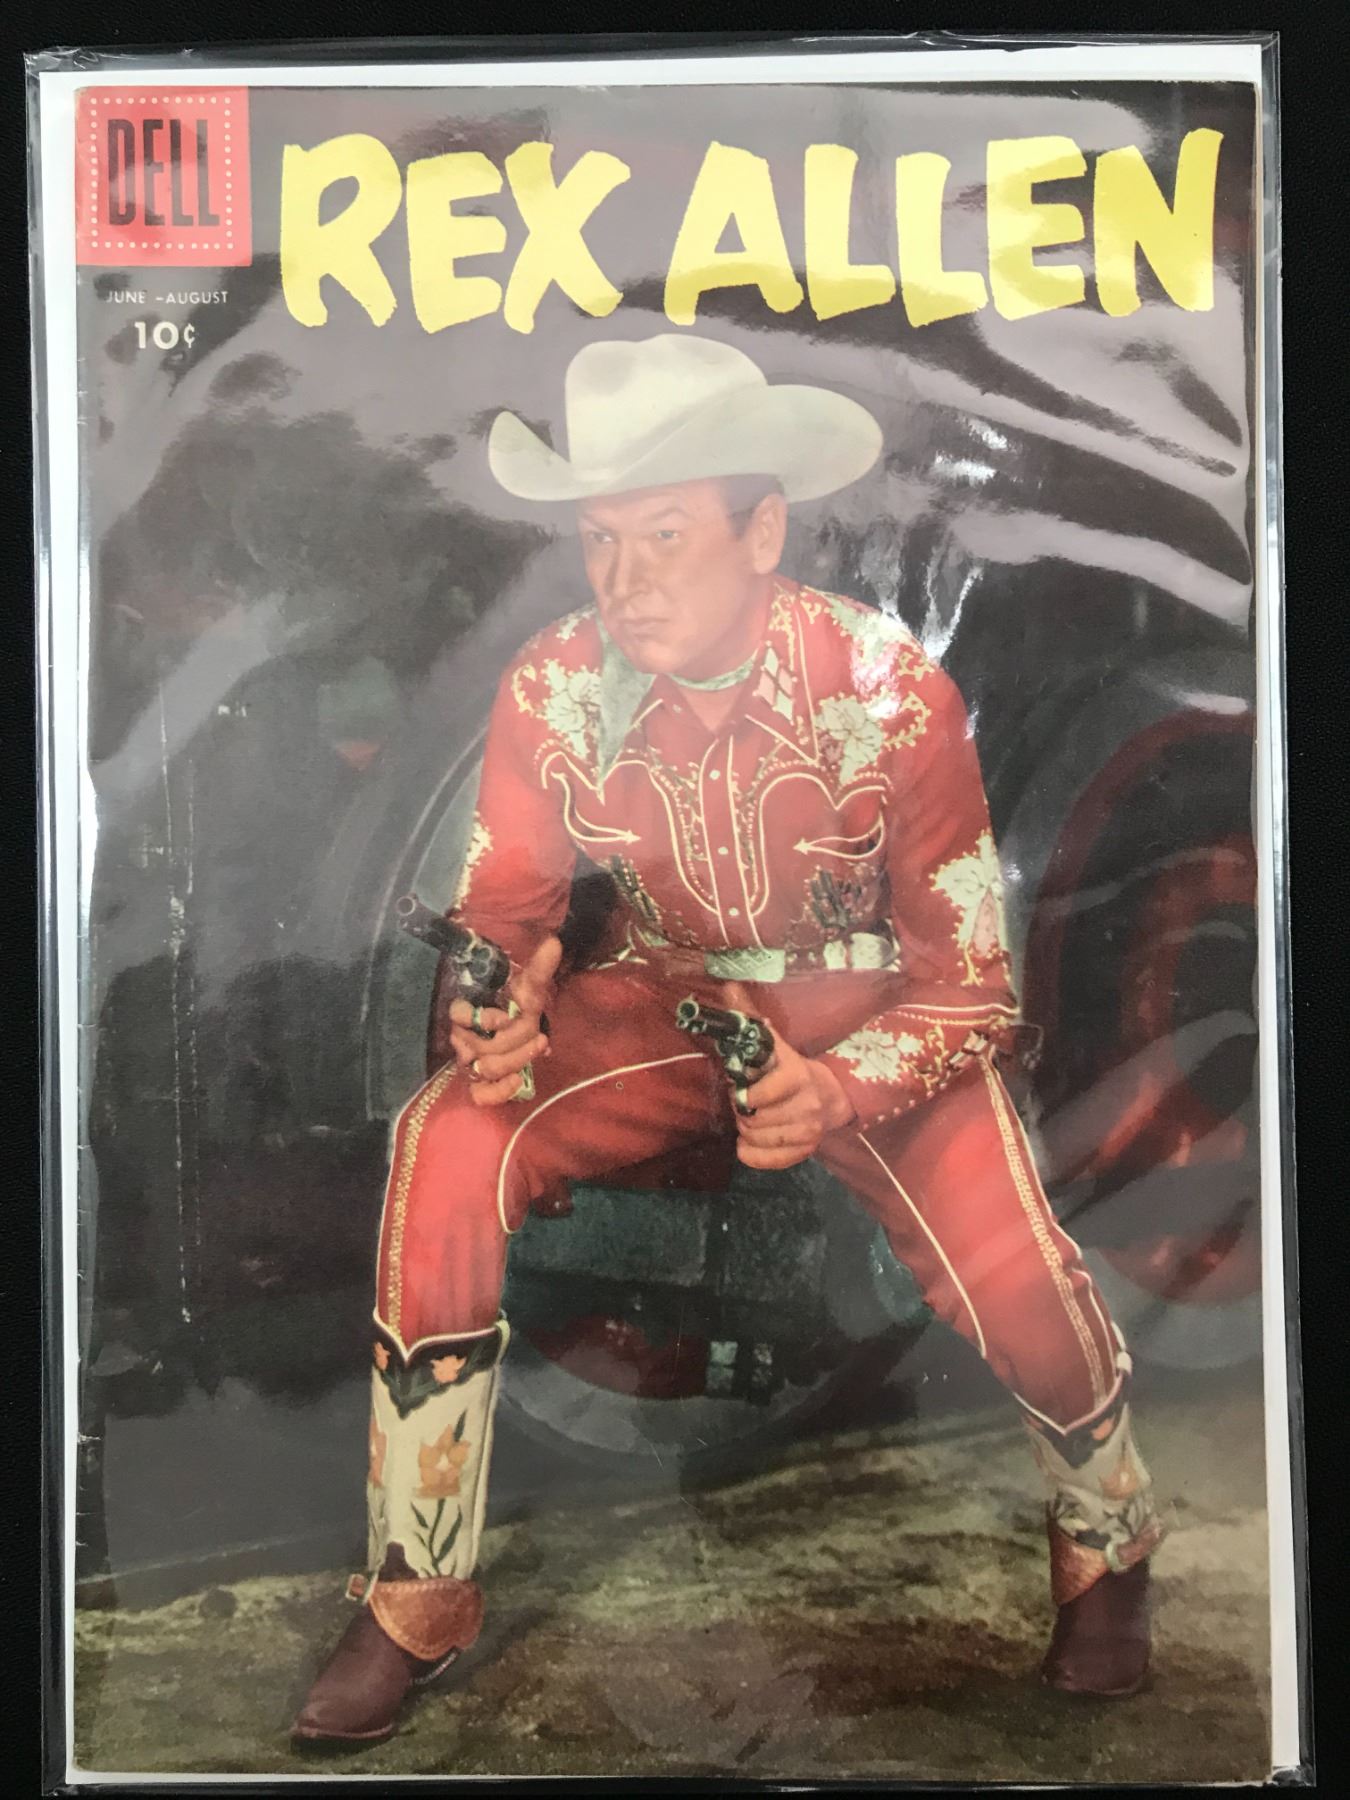 DELL
REX ALLEN
JUNE - AUGUST
10¢